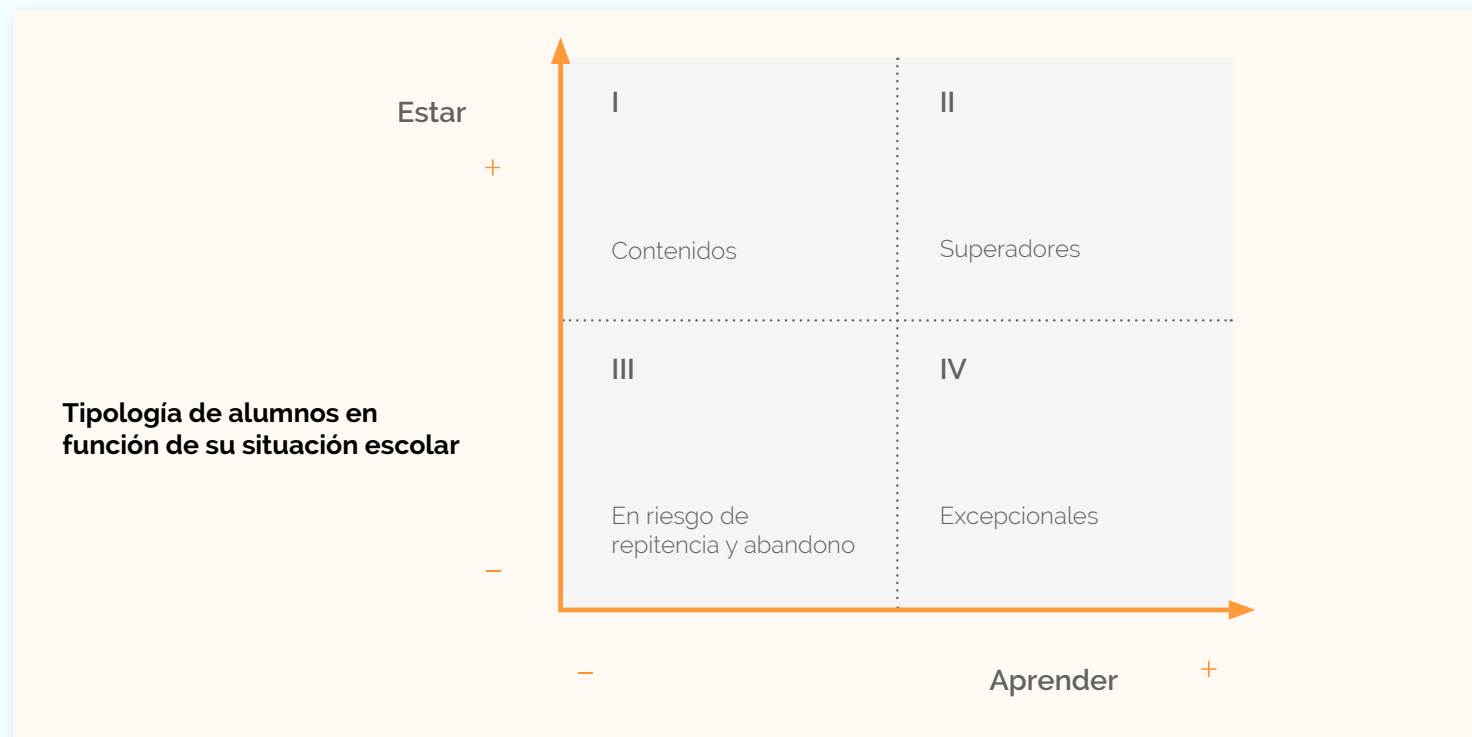 Estar
+
I
II
Contenidos
Superadores
III
IV
Tipología de alumnos en
función de su situación escolar
En riesgo de
repitencia y abandono
Excepcionales
–
–
Aprender
+